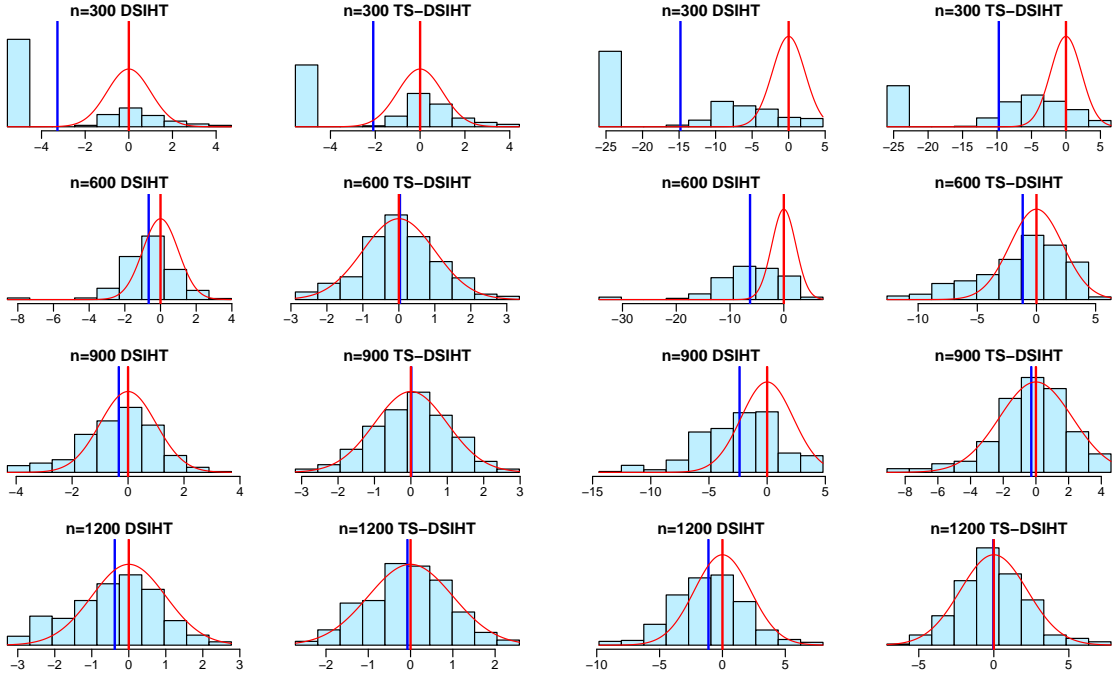 n=300 DSIHT
-4 -2 0 2 4
n=300 TS−DSIHT
-4 -2 0 2 4
n=300 DSIHT
-25 -20 -15 -10 -5 0 5
n=300 TS−DSIHT
-25 -20 -15 -10 -5 0 5
n=600 DSIHT
-8 -6 -4 -2 0 2 4
n=600 TS−DSIHT
-3 -2 -1 0 1 2 3
n=600 DSIHT
-30 -20 -10 0
n=600 TS−DSIHT
-10 -5 0 5
n=900 DSIHT
-4 -2 0 2 4
n=900 TS−DSIHT
-3 -2 -1 0 1 2 3
n=900 DSIHT
-15 -10 -5 0 5
n=900 TS−DSIHT
-8 -6 -4 -2 0 2 4
n=1200 DSIHT
-3 -2 -1 0 1 2 3
n=1200 TS−DSIHT
-2 -1 0 1 2
n=1200 DSIHT
-10 -5 0 5
n=1200 TS−DSIHT
-5 0 5